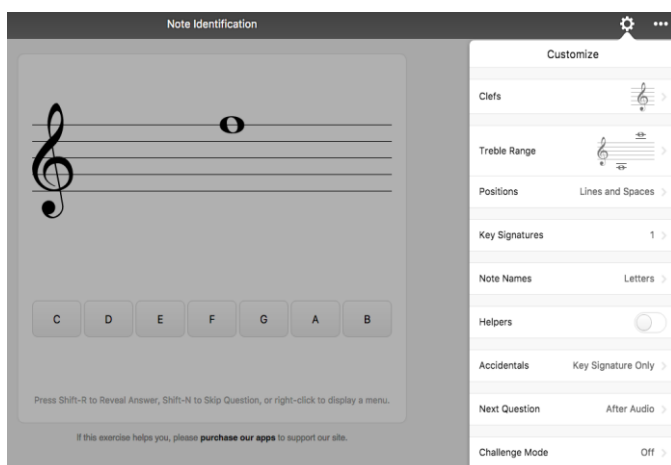 Note Identification
Customize
Clefs
Treble Range
Positions Lines and Spaces
Key Signatures 1
Note Names Letters
Helpers
Accidentals Key Signature Only
Next Question After Audio
Challenge Mode Off
C D E F G A B
Press Shift-R to Reveal Answer, Shift-N to Skip Question, or right-click to display a menu.
If this exercise helps you, please purchase our apps to support our site.